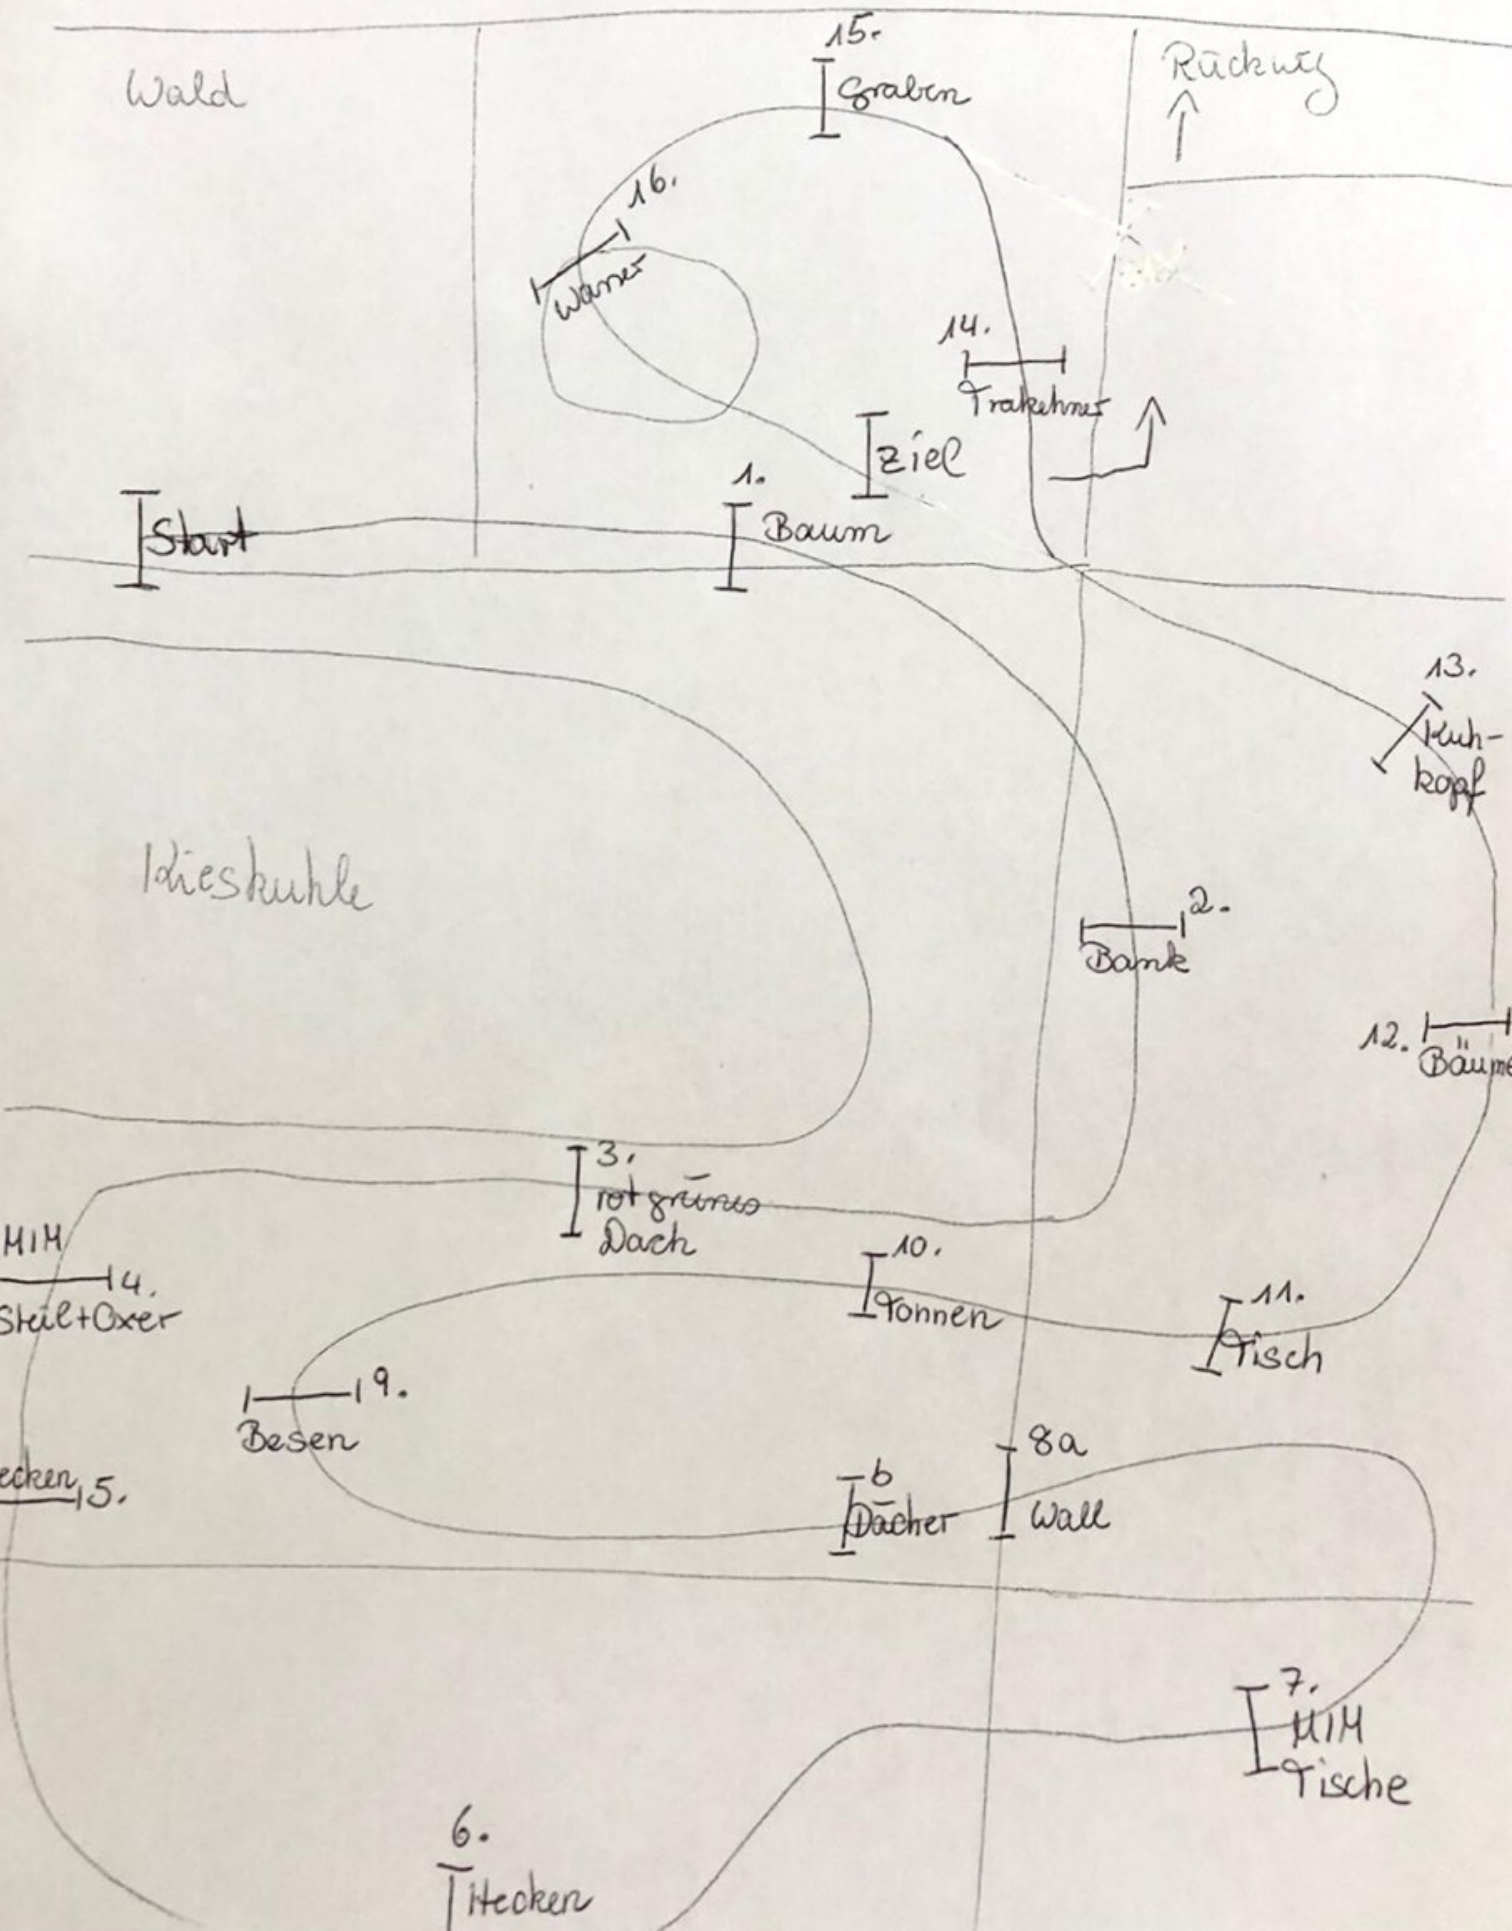 15.
Graben
Wald
Rückweg
16.
Wasser
14.
Trakehner
Ziel
1.
Baum
Start
13.
Kuh-
kopf
Kieskuhle
2.
Bank
12.
Bäume
3.
rot grünes
Dach
MIM
4.
Steil+Oxer
10.
Tonnen
11.
Tisch
9.
Besen
8a
Wall
b
Dächer
ecken 5.
7.
MIM
Tische
6.
Hecken